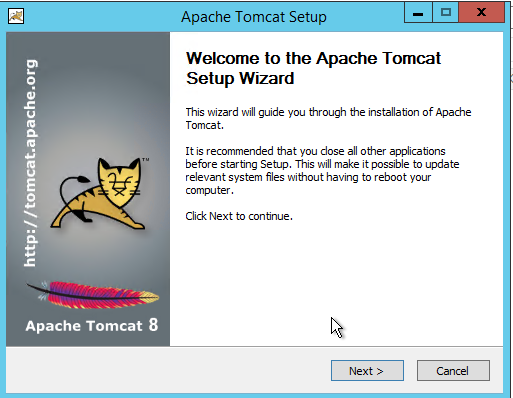 Apache Tomcat Setup
http://tomcat.apache.org
TM
Apache Tomcat 8
Welcome to the Apache Tomcat
Setup Wizard
This wizard will guide you through the installation of Apache
Tomcat.
It is recommended that you close all other applications
before starting Setup. This will make it possible to update
relevant system files without having to reboot your
computer.
Click Next to continue.
Next >
Cancel